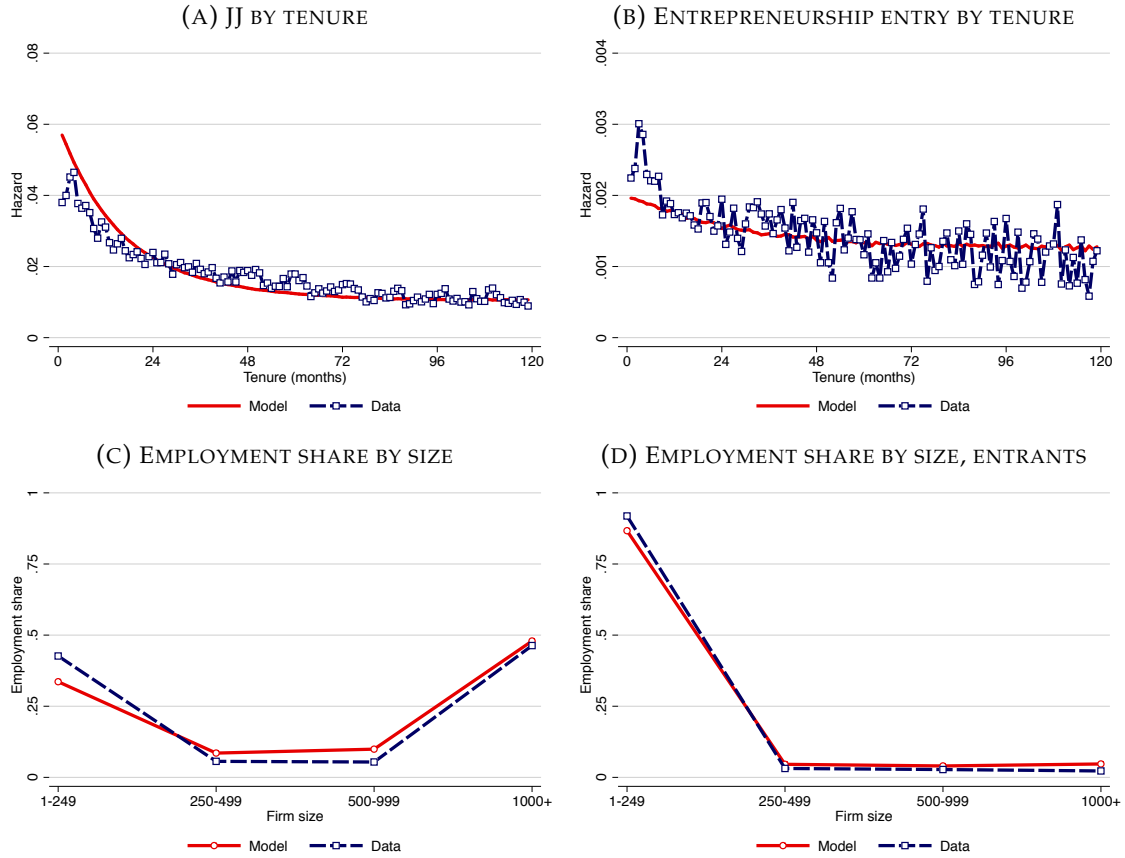 (A) JJ BY TENURE
.08
.06
.04
.02
0
Hazard
0 24 48 72 96 120
Tenure (months)
Model Data
(B) ENTREPRENEURSHIP ENTRY BY TENURE
.004
.003
.002
.001
0
Hazard
0 24 48 72 96 120
Tenure (months)
Model Data
(C) EMPLOYMENT SHARE BY SIZE
1
.75
.5
.25
0
Employment share
1-249 250-499 500-999 1000+
Firm size
Model Data
(D) EMPLOYMENT SHARE BY SIZE, ENTRANTS
1
.75
.5
.25
0
Employment share
1-249 250-499 500-999 1000+
Firm size
Model Data